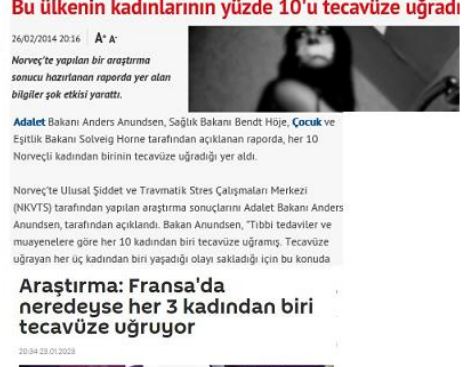 Bu ülkenin kadınlarının yüzde 10'u tecavüze uğradı
26/02/2014 20:16 A+ A-
Norveç'te yapılan bir araştırma
sonucu hazırlanan raporda yer alan
bilgiler şok etkisi yarattı.
Adalet Bakanı Anders Anundsen, Sağlık Bakanı Bendt Höje, Çocuk ve
Eşitlik Bakanı Solveig Horne tarafından açıklanan raporda, her 10
Norveçli kadından birinin tecavüze uğradığı yer aldı.
Norveç'te Ulusal Şiddet ve Travmatik Stres Çalışmaları Merkezi
(NKVTS) tarafından yapılan araştırma sonuçlarını Adalet Bakanı Anders
Anundsen, tarafından açıklandı. Bakan Anundsen, "Tıbbi tedaviler ve
muayenelere göre her 10 kadından biri tecavüze uğramış. Tecavüze
uğrayan her üç kadından biri yaşadığı olayı sakladığı için bu konuda
Araştırma: Fransa'da
neredeyse her 3 kadından biri
tecavüze uğruyor
20:34 23.01.2023